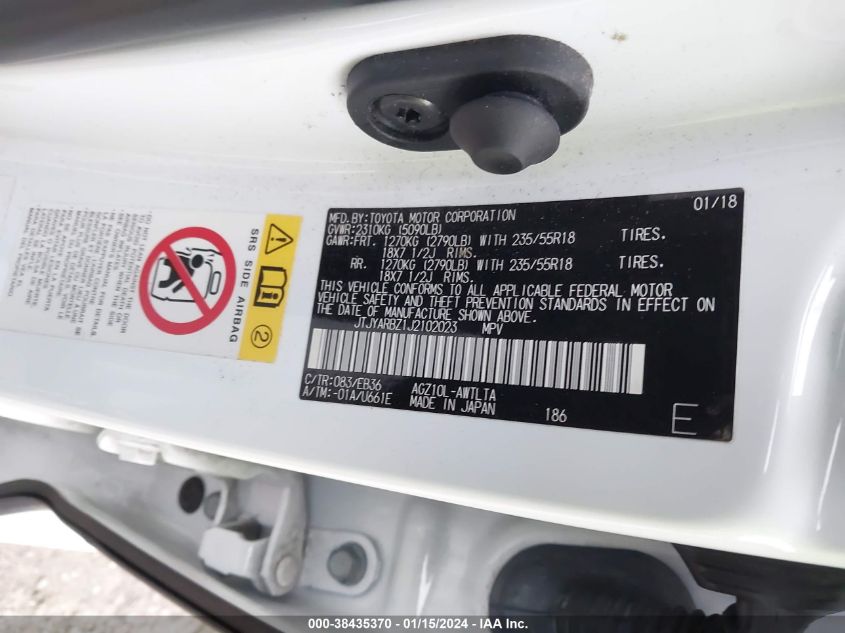 MFD.BY:TOYOTA MOTOR CORPORATION 01/18
GVWR:2310KG (5090LB)
GAWR:FRT. 1270KG (2790LB) WITH 235/55R18 TIRES.
18X7 1/2J RIMS.
RR. 1270KG (2790LB) WITH 235/55R18 TIRES.
18X7 1/2J RIMS.
THIS VEHICLE CONFORMS TO ALL APPLICABLE FEDERAL MOTOR
VEHICLE SAFETY AND THEFT PREVENTION STANDARDS IN EFFECT ON
THE DATE OF MANUFACTURE SHOWN ABOVE.
JTJYARBZ1J2102023 MPV
C/TR:083/EB36 AGZ10L-AWTLTA
A/TM:-01A/U661E MADE IN JAPAN 186
E
SRS SIDE AIRBAG
2
000-38435370 - 01/15/2024 - IAA Inc.